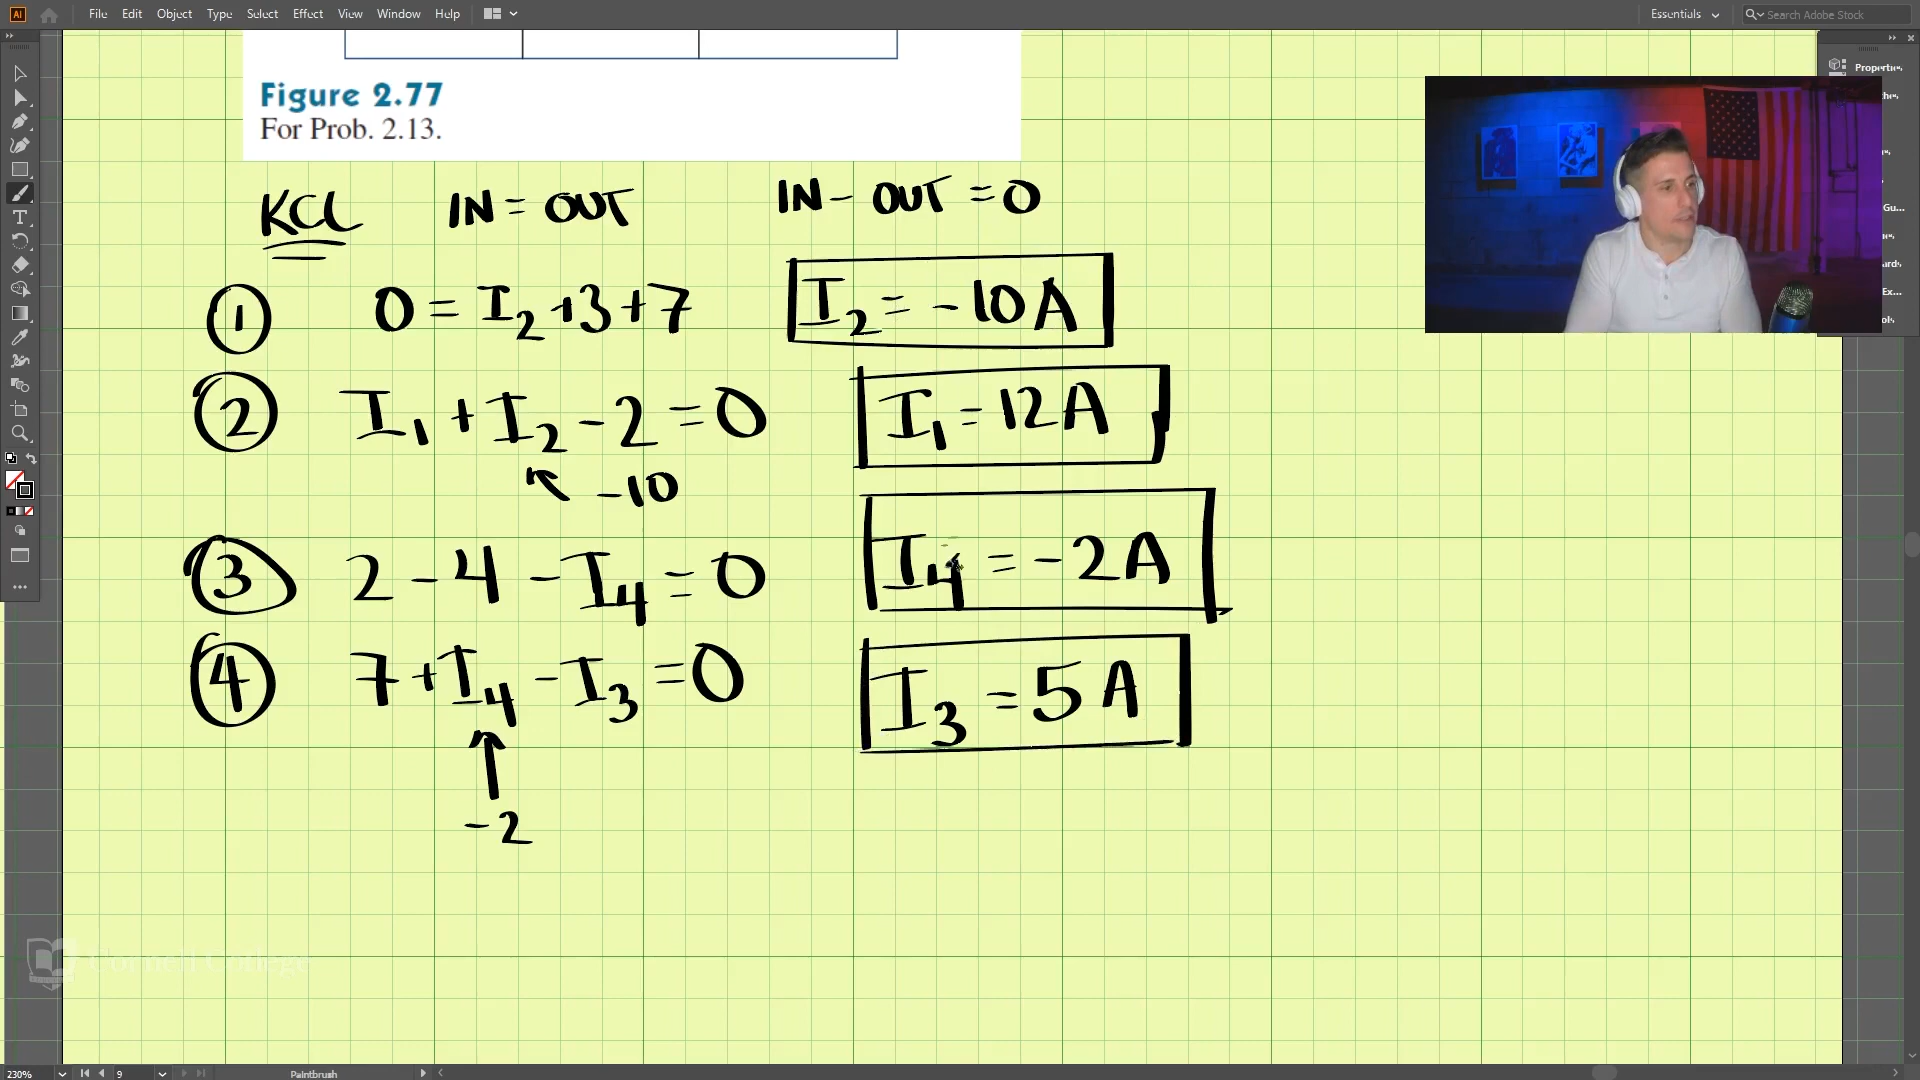 File Edit Object Type Select Effect View Window Help
Essentials
Search Adobe Stock
Properties
Figure 2.77
For Prob. 2.13.
KCL IN = OUT IN - OUT = 0
① 0 = I₂ + 3 + 7 I₂ = -10A
② I₁ + I₂ - 2 = 0 I₁ = 12A
-10
③ 2 - 4 - I₄ = 0 I₄ = -2A
④ 7 + I₄ - I₃ = 0 I₃ = 5A
-2
Cornell College
230% 9 Paintbrush